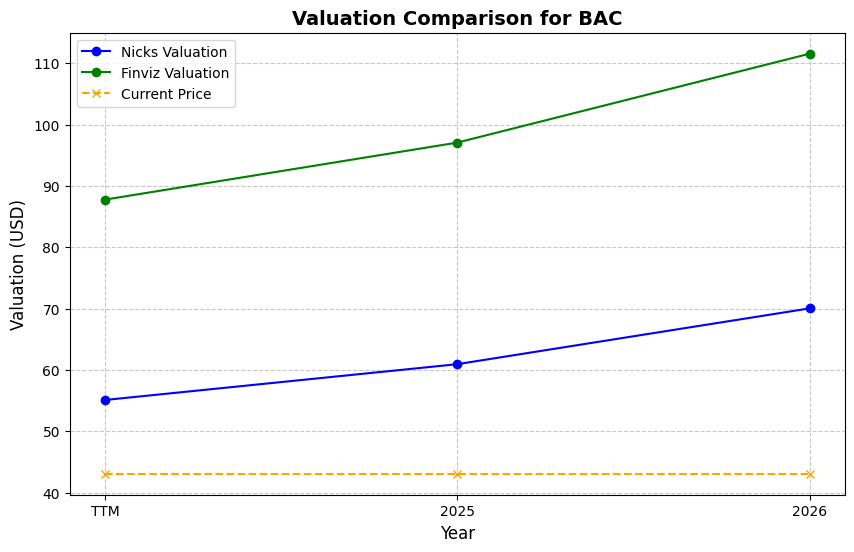 Valuation Comparison for BAC
Nicks Valuation
Finviz Valuation
Current Price
Valuation (USD)
110
100
90
80
70
60
50
40
TTM
2025
2026
Year